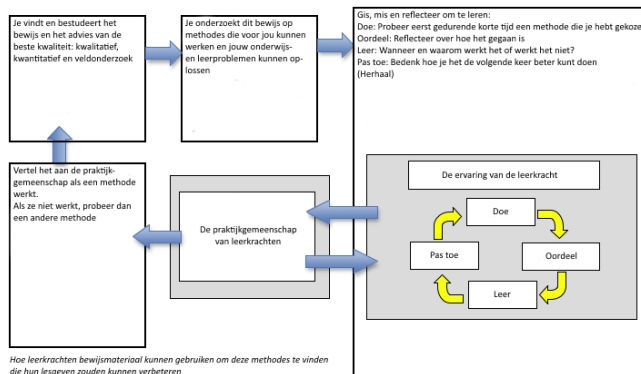 Je vindt en bestudeert het
bewijs en het advies van de
beste kwaliteit: kwalitatief,
kwantitatief en veldonderzoek
Je onderzoekt dit bewijs op
methodes die voor jou kunnen
werken en jouw onderwijs-
en leerproblemen kunnen op-
lossen
Gis, mis en reflecteer om te leren:
Doe: Probeer eerst gedurende korte tijd een methode die je hebt gekoze
Oordeel: Reflecteer over hoe het gegaan is
Leer: Wanneer en waarom werkt het of werkt het niet?
Pas toe: Bedenk hoe je het de volgende keer beter kunt doen
(Herhaal)
Vertel het aan de praktijk-
gemeenschap als een methode
werkt.
Als ze niet werkt, probeer dan
een andere methode
De praktijkgemeenschap
van leerkrachten
De ervaring van de leerkracht
Doe
Pas toe
Oordeel
Leer
Hoe leerkrachten bewijsmateriaal kunnen gebruiken om deze methodes te vinden
die hun lesgeven zouden kunnen verbeteren